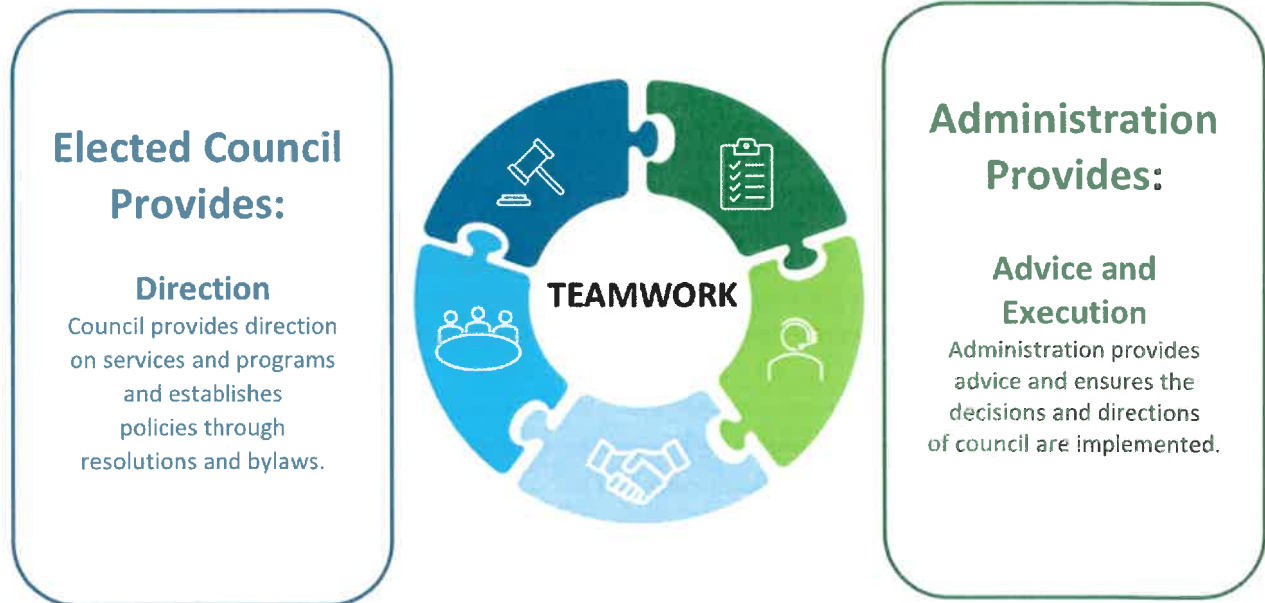 Elected Council
Provides:
Direction
Council provides direction
on services and programs
and establishes
policies through
resolutions and bylaws.
TEAMWORK
Administration
Provides:
Advice and
Execution
Administration provides
advice and ensures the
decisions and directions
of council are implemented.